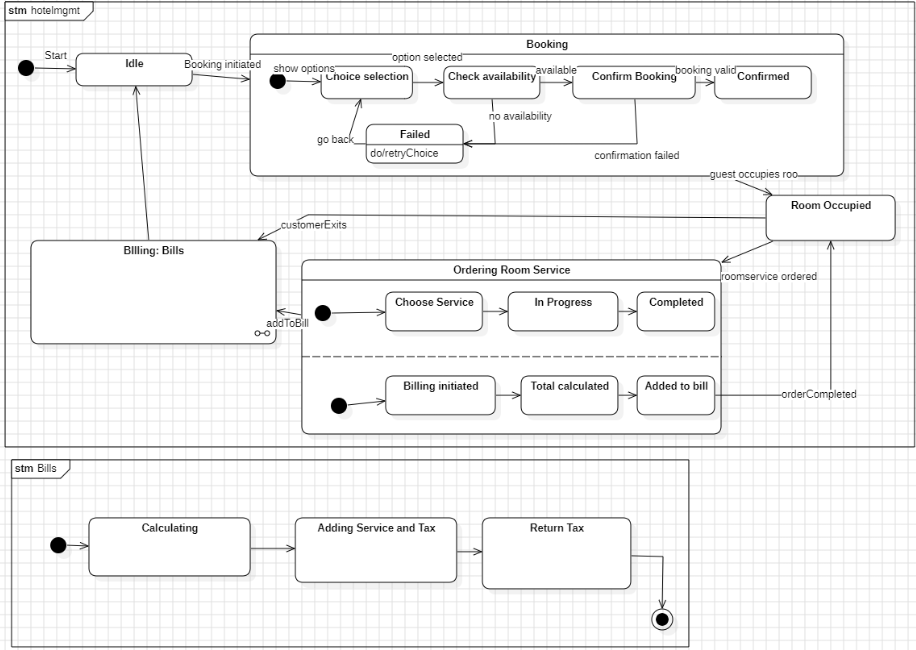 stm hotelmgmt
Start
Idle
Booking initiated
Booking
show options
Choice selection
option selected
Check availability
available
Confirm Booking
booking valid
Confirmed
no availability
go back
Failed
do/retryChoice
confirmation failed
guest occupies roo
Room Occupied
customerExits
BIlling: Bills
Ordering Room Service
roomservice ordered
Choose Service
In Progress
Completed
addToBill
Billing initiated
Total calculated
Added to bill
orderCompleted
stm Bills
Calculating
Adding Service and Tax
Return Tax